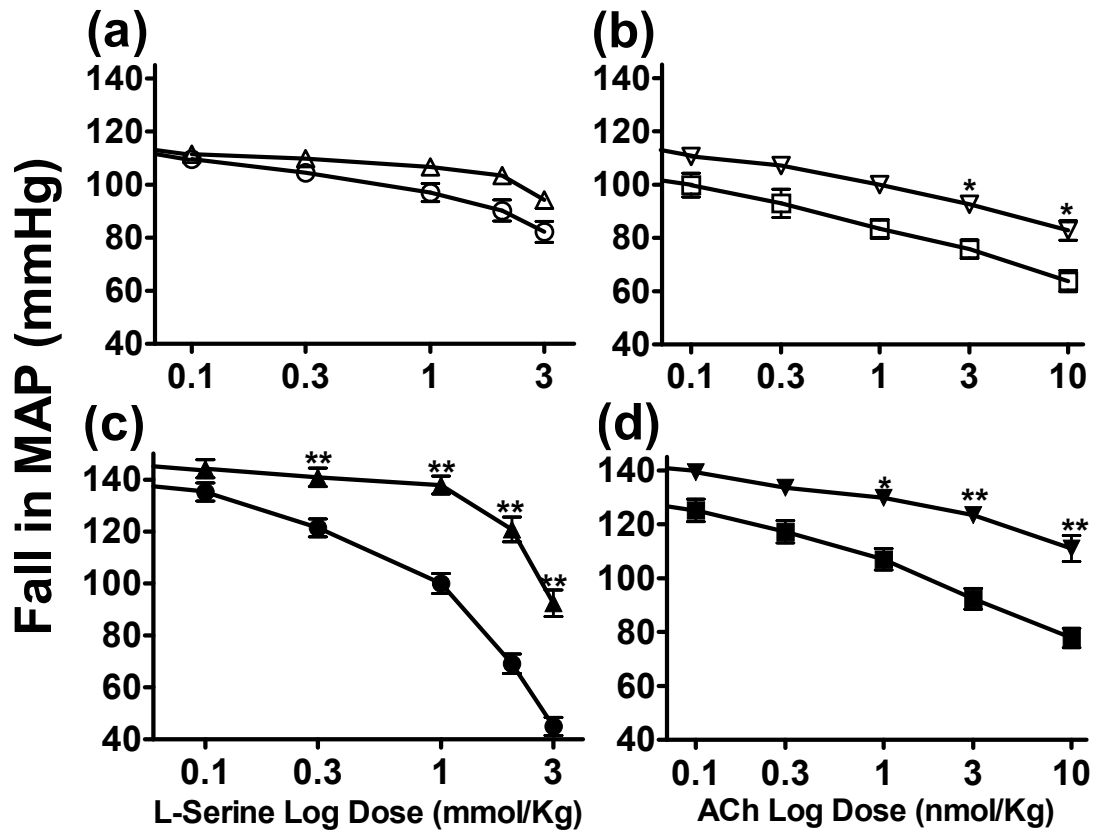 (a)
(b)
140
120
100
80
60
40
0.1 0.3 1 3
140
120
100
80
60
40
* *
0.1 0.3 1 3 10
Fall in MAP (mmHg)
(c)
(d)
140
120
100
80
60
40
** ** ** **
0.1 0.3 1 3
L-Serine Log Dose (mmol/Kg)
140
120
100
80
60
40
* ** **
0.1 0.3 1 3 10
ACh Log Dose (nmol/Kg)